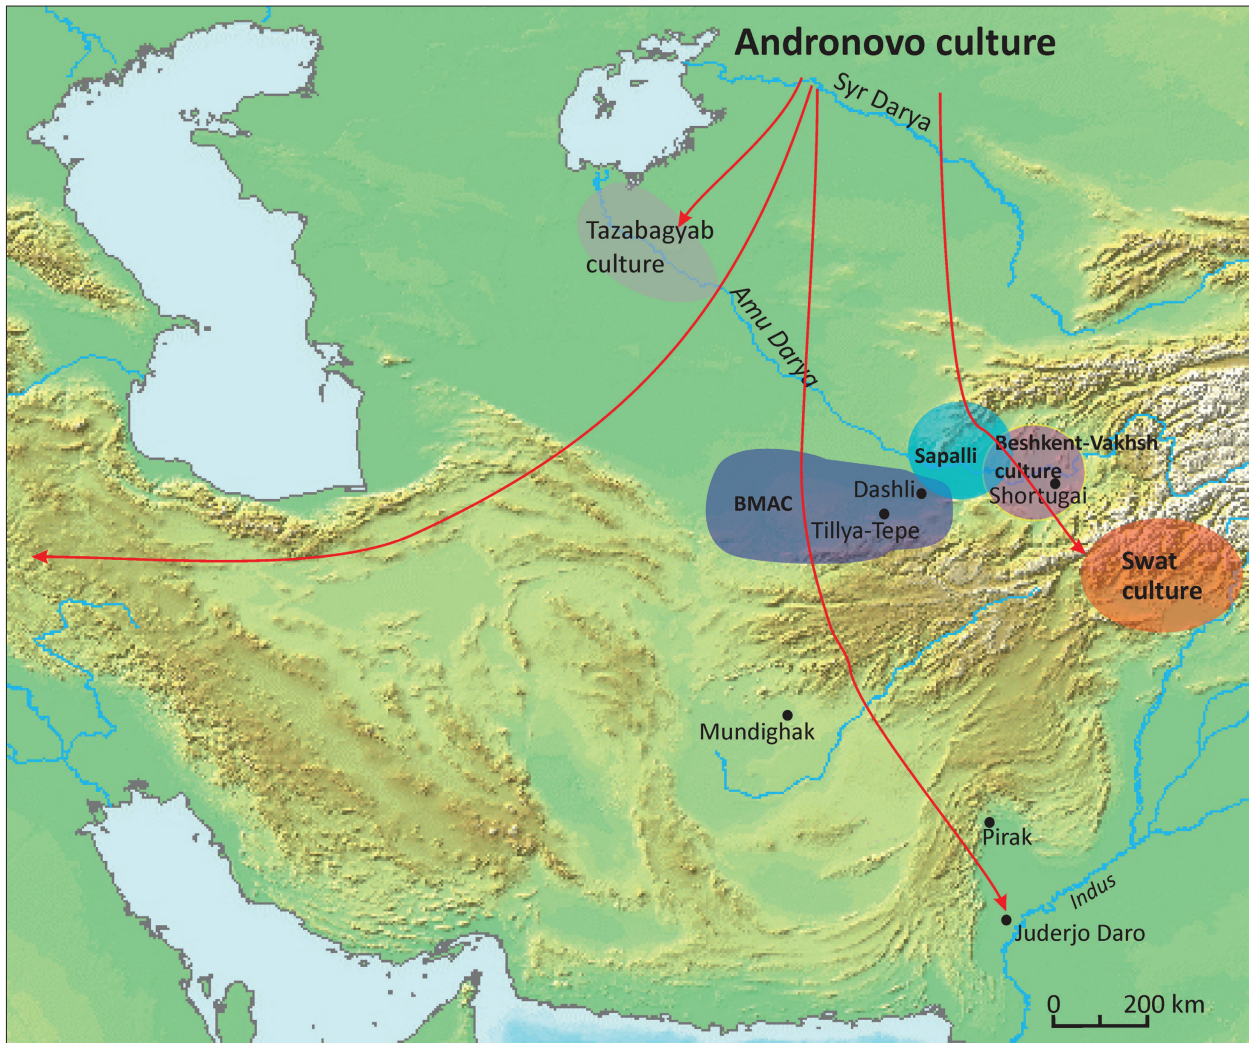 Andronovo culture
Syr Darya
Tazabagyab
culture
Amu Darya
Sapalli
Beshkent-Vakhsh
culture
Shortugai
BMAC
Dashli
Tillya-Tepe
Swat
culture
Mundighak
Pirak
Indus
Juderjo Daro
0 200 km